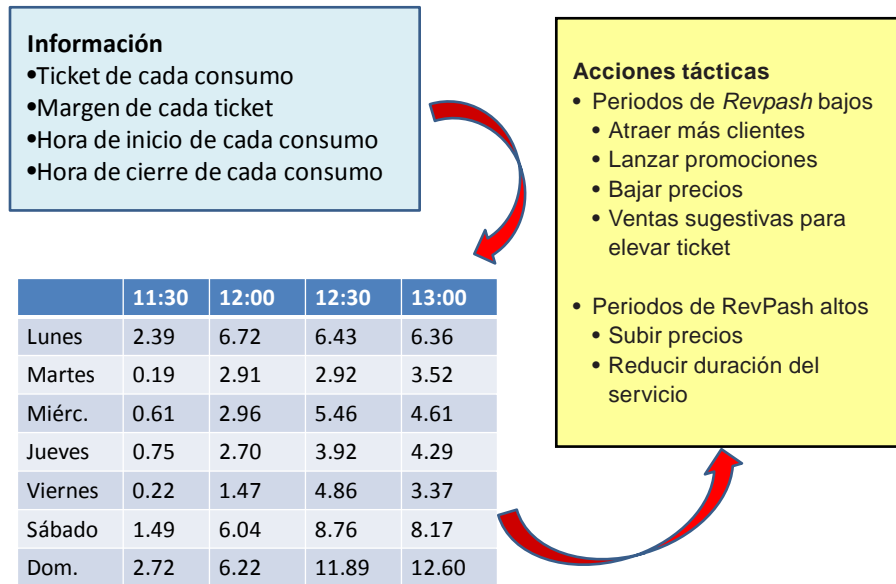 Información
•Ticket de cada consumo
•Margen de cada ticket
•Hora de inicio de cada consumo
•Hora de cierre de cada consumo
Acciones tácticas
• Periodos de Revpash bajos
• Atraer más clientes
• Lanzar promociones
• Bajar precios
• Ventas sugestivas para
elevar ticket
• Periodos de RevPash altos
• Subir precios
• Reducir duración del
servicio
11:30 12:00 12:30 13:00
Lunes 2.39 6.72 6.43 6.36
Martes 0.19 2.91 2.92 3.52
Miérc. 0.61 2.96 5.46 4.61
Jueves 0.75 2.70 3.92 4.29
Viernes 0.22 1.47 4.86 3.37
Sábado 1.49 6.04 8.76 8.17
Dom. 2.72 6.22 11.89 12.60